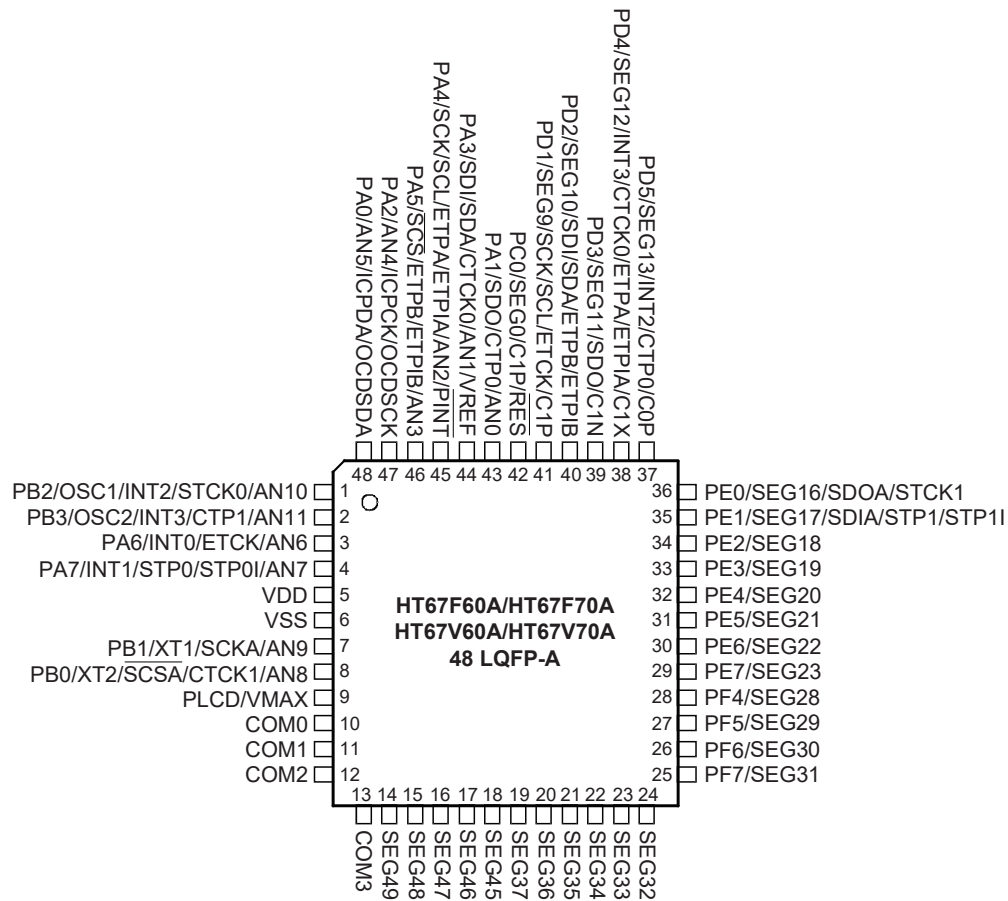 PA0/AN5/ICPDA/OCDSDA
PA2/AN4/ICPCK/OCDSCK
PA5/SCS/ETPB/ETPIB/AN3
PA4/SCK/SCL/ETPA/ETPIA/AN2/PINT
PA3/SDI/SDA/CTCK0/AN1/VREF
PA1/SDO/CTP0/AN0
PC0/SEG0/C1P/RES
PD1/SEG9/SCK/SCL/ETCK/C1P
PD2/SEG10/SDI/SDA/ETPB/ETPIB
PD3/SEG11/SDO/C1N
PD4/SEG12/INT3/CTCK0/ETPA/ETPIA/C1X
PD5/SEG13/INT2/CTP0/C0P
48 47 46 45 44 43 42 41 40 39 38 37
PB2/OSC1/INT2/STCK0/AN10 1
PB3/OSC2/INT3/CTP1/AN11 2
PA6/INT0/ETCK/AN6 3
PA7/INT1/STP0/STP0I/AN7 4
VDD 5
VSS 6
PB1/XT1/SCKA/AN9 7
PB0/XT2/SCSA/CTCK1/AN8 8
PLCD/VMAX 9
COM0 10
COM1 11
COM2 12
HT67F60A/HT67F70A
HT67V60A/HT67V70A
48 LQFP-A
36 PE0/SEG16/SDOA/STCK1
35 PE1/SEG17/SDIA/STP1/STP1I
34 PE2/SEG18
33 PE3/SEG19
32 PE4/SEG20
31 PE5/SEG21
30 PE6/SEG22
29 PE7/SEG23
28 PF4/SEG28
27 PF5/SEG29
26 PF6/SEG30
25 PF7/SEG31
13 14 15 16 17 18 19 20 21 22 23 24
COM3
SEG49
SEG48
SEG47
SEG46
SEG45
SEG37
SEG36
SEG35
SEG34
SEG33
SEG32